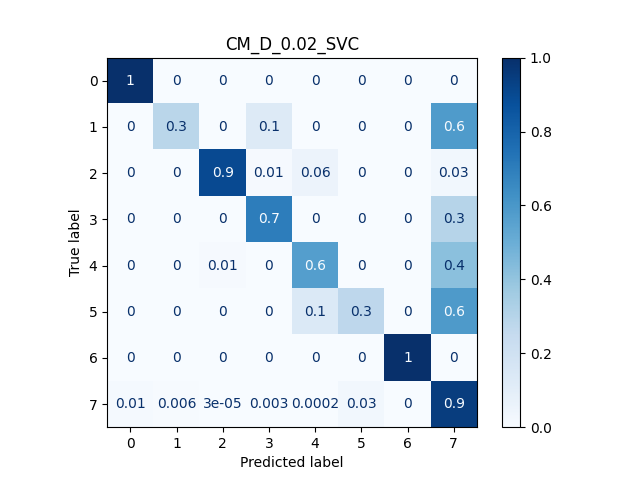 CM_D_0.02_SVC
0 1 0 0 0 0 0 0 0
1 0 0.3 0 0.1 0 0 0 0.6
2 0 0 0.9 0.01 0.06 0 0 0.03
3 0 0 0 0.7 0 0 0 0.3
4 0 0 0.01 0 0.6 0 0 0.4
5 0 0 0 0 0.1 0.3 0 0.6
6 0 0 0 0 0 0 1 0
7 0.01 0.006 3e-05 0.003 0.0002 0.03 0 0.9
0 1 2 3 4 5 6 7
Predicted label
True label
1.0
0.8
0.6
0.4
0.2
0.0